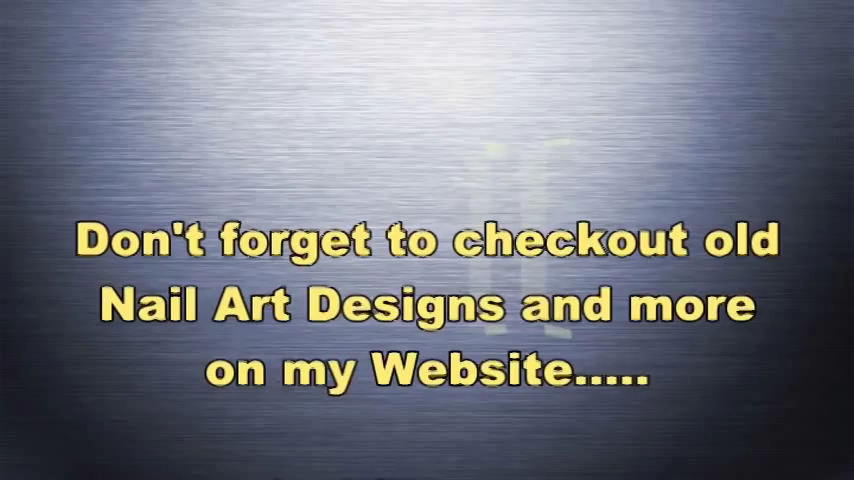 Don't forget to checkout old
Nail Art Designs and more
on my Website.....